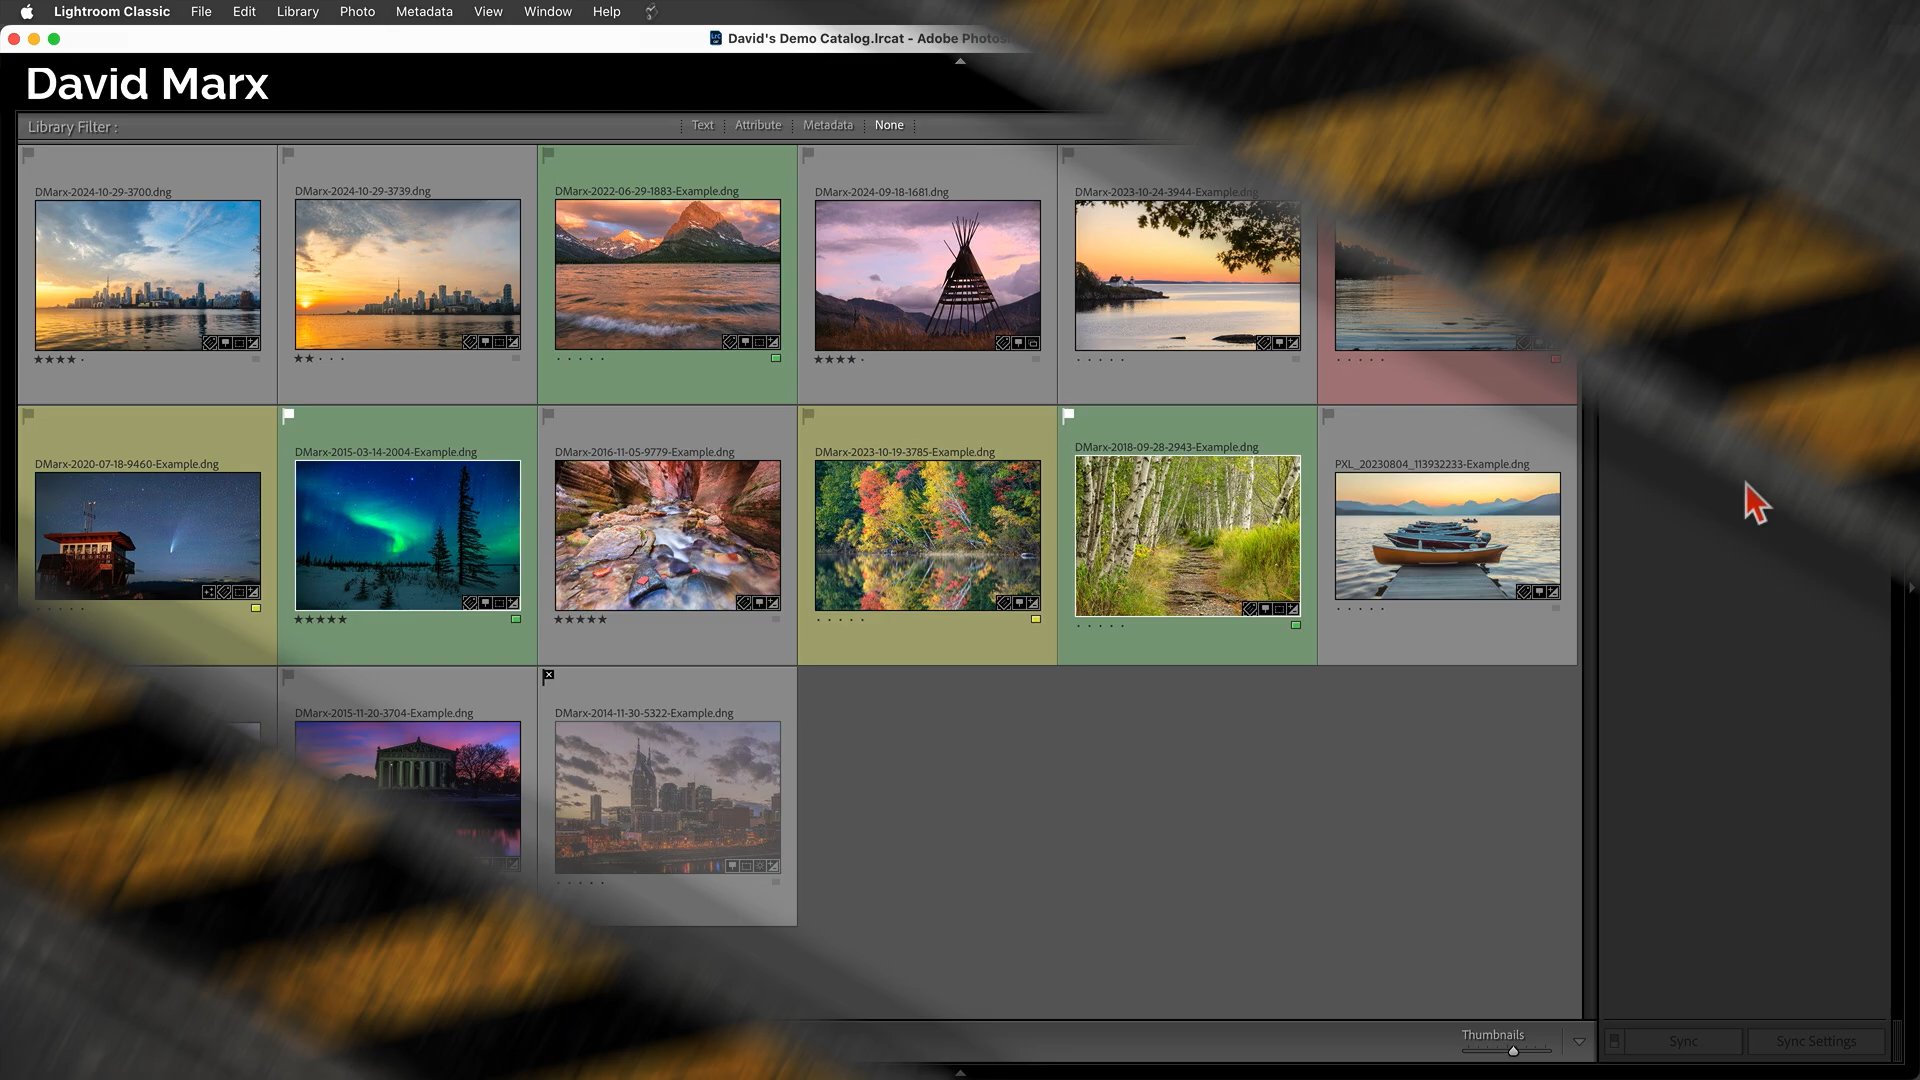 Lightroom Classic File Edit Library Photo Metadata View Window Help
David's Demo Catalog.lrcat - Adobe
David Marx
Library Filter : Text Attribute Metadata None
DMarx-2024-10-29-3700.dng
DMarx-2024-10-29-3739.dng
DMarx-2022-06-29-1883-Example.dng
DMarx-2024-09-18-1681.dng
DMarx-2023-10-24-3944-Example.dng
DMarx-2020-07-18-9460-Example.dng
DMarx-2015-03-14-2004-Example.dng
DMarx-2016-11-05-9779-Example.dng
DMarx-2023-10-19-3785-Example.dng
DMarx-2018-09-28-2943-Example.dng
PXL_20230804_113932233-Example.dng
DMarx-2015-11-20-3704-Example.dng
DMarx-2014-11-30-5322-Example.dng
Thumbnails
Sync Sync Settings